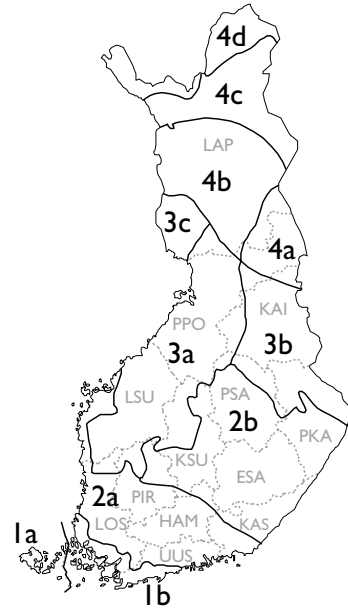 4d
4c
LAP
4b
3c
4a
PPO
KAI
3a
3b
LSU
PSA
2b
PKA
KSU
ESA
2a
PIR
LOS
HAM
KAS
1a
UUS
1b